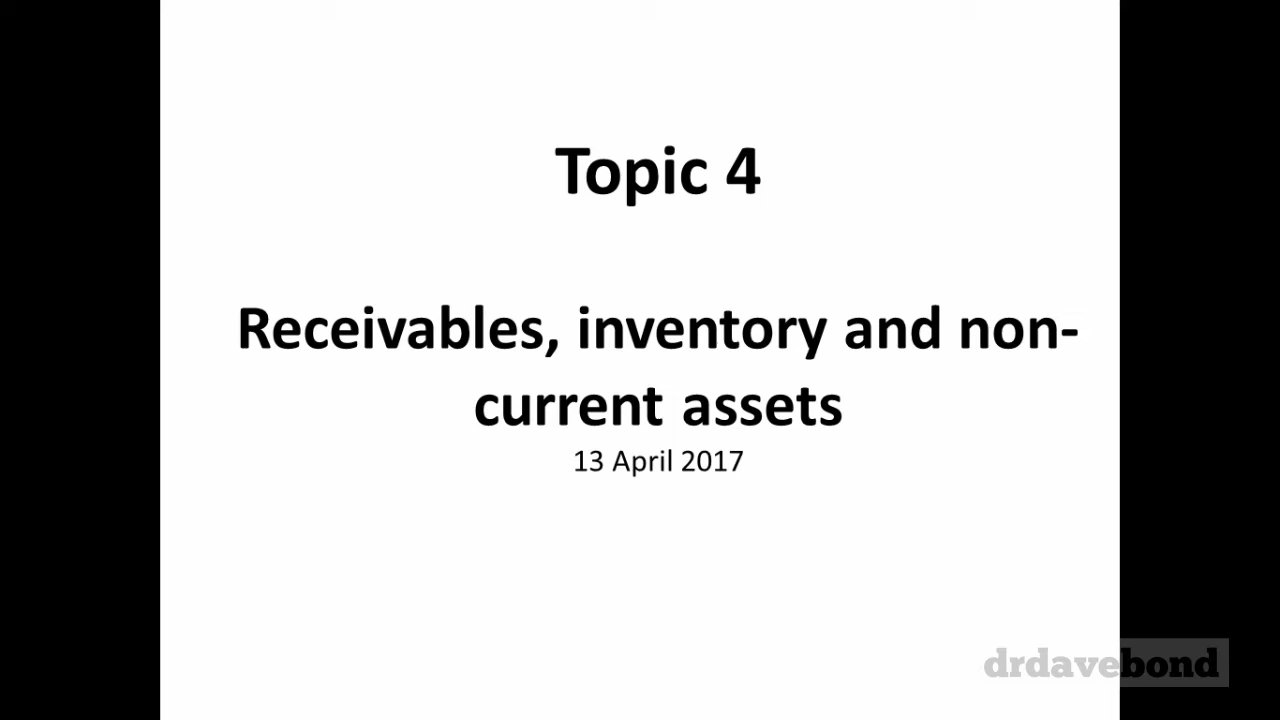 Topic 4
Receivables, inventory and non-
current assets
13 April 2017
drdavebond